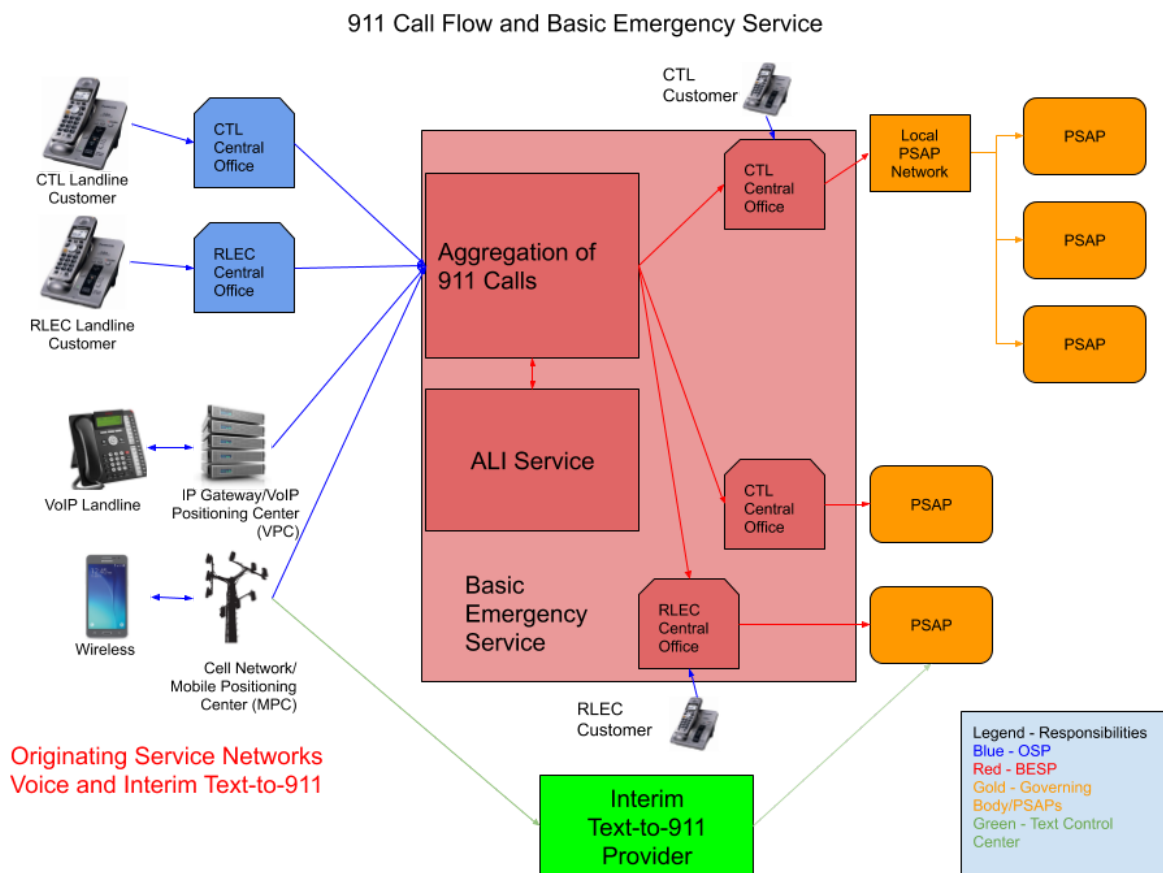 911 Call Flow and Basic Emergency Service
CTL Landline
Customer
CTL
Central
Office
RLEC Landline
Customer
RLEC
Central
Office
VoIP Landline
IP Gateway/VoIP
Positioning Center
(VPC)
Wireless
Cell Network/
Mobile Positioning
Center (MPC)
Originating Service Networks
Voice and Interim Text-to-911
Aggregation of
911 Calls
ALI Service
Basic
Emergency
Service
CTL
Customer
CTL
Central
Office
CTL
Central
Office
RLEC
Central
Office
RLEC
Customer
Local
PSAP
Network
PSAP
PSAP
PSAP
PSAP
PSAP
Interim
Text-to-911
Provider
Legend - Responsibilities
Blue - OSP
Red - BESP
Gold - Governing
Body/PSAPs
Green - Text Control
Center